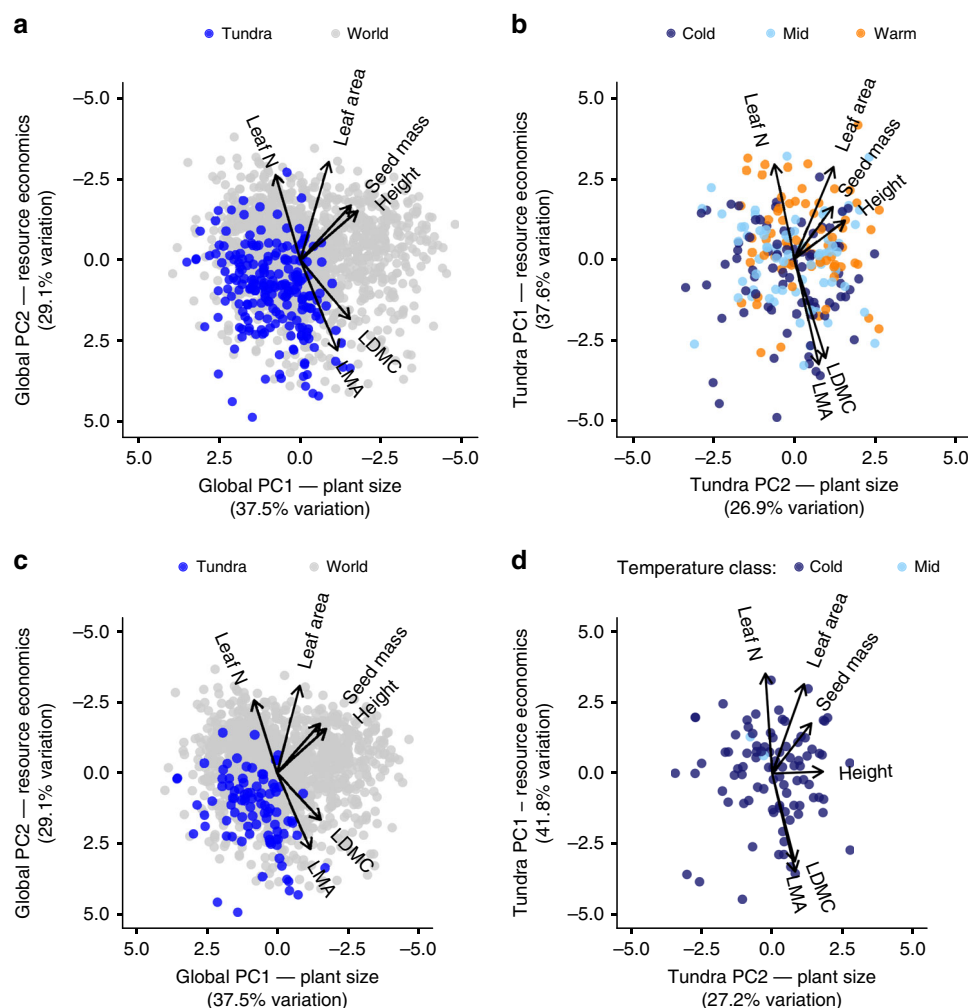 a
Tundra World
−5.0
−2.5
0.0
2.5
5.0
Global PC2 — resource economics
(29.1% variation)
Leaf N
Leaf area
Seed mass
Height
LDMC
LMA
5.0 2.5 0.0 −2.5 −5.0
Global PC1 — plant size
(37.5% variation)
b
Cold Mid Warm
5.0
2.5
0.0
−2.5
−5.0
Tundra PC1 — resource economics
(37.6% variation)
Leaf N
Leaf area
Seed mass
Height
LDMC
LMA
−5.0 −2.5 0.0 2.5 5.0
Tundra PC2 — plant size
(26.9% variation)
c
Tundra World
−5.0
−2.5
0.0
2.5
5.0
Global PC2 — resource economics
(29.1% variation)
Leaf N
Leaf area
Seed mass
Height
LDMC
LMA
5.0 2.5 0.0 −2.5 −5.0
Global PC1 — plant size
(37.5% variation)
d
Temperature class: Cold Mid
5.0
2.5
0.0
−2.5
−5.0
Tundra PC1 – resource economics
(41.8% variation)
Leaf N
Leaf area
Seed mass
Height
LDMC
LMA
−5.0 −2.5 0.0 2.5 5.0
Tundra PC2 — plant size
(27.2% variation)